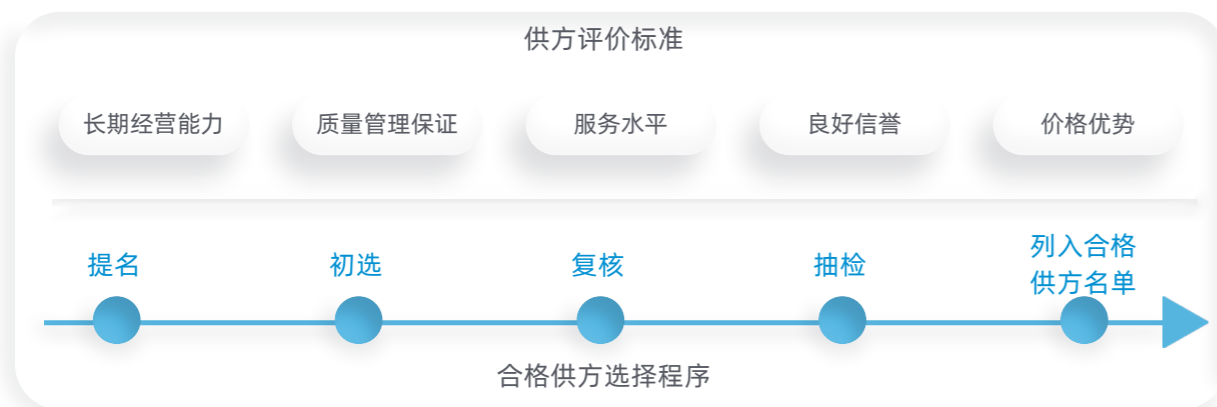 供方评价标准
长期经营能力
质量管理保证
服务水平
良好信誉
价格优势
提名
初选
复核
抽检
列入合格
供方名单
合格供方选择程序